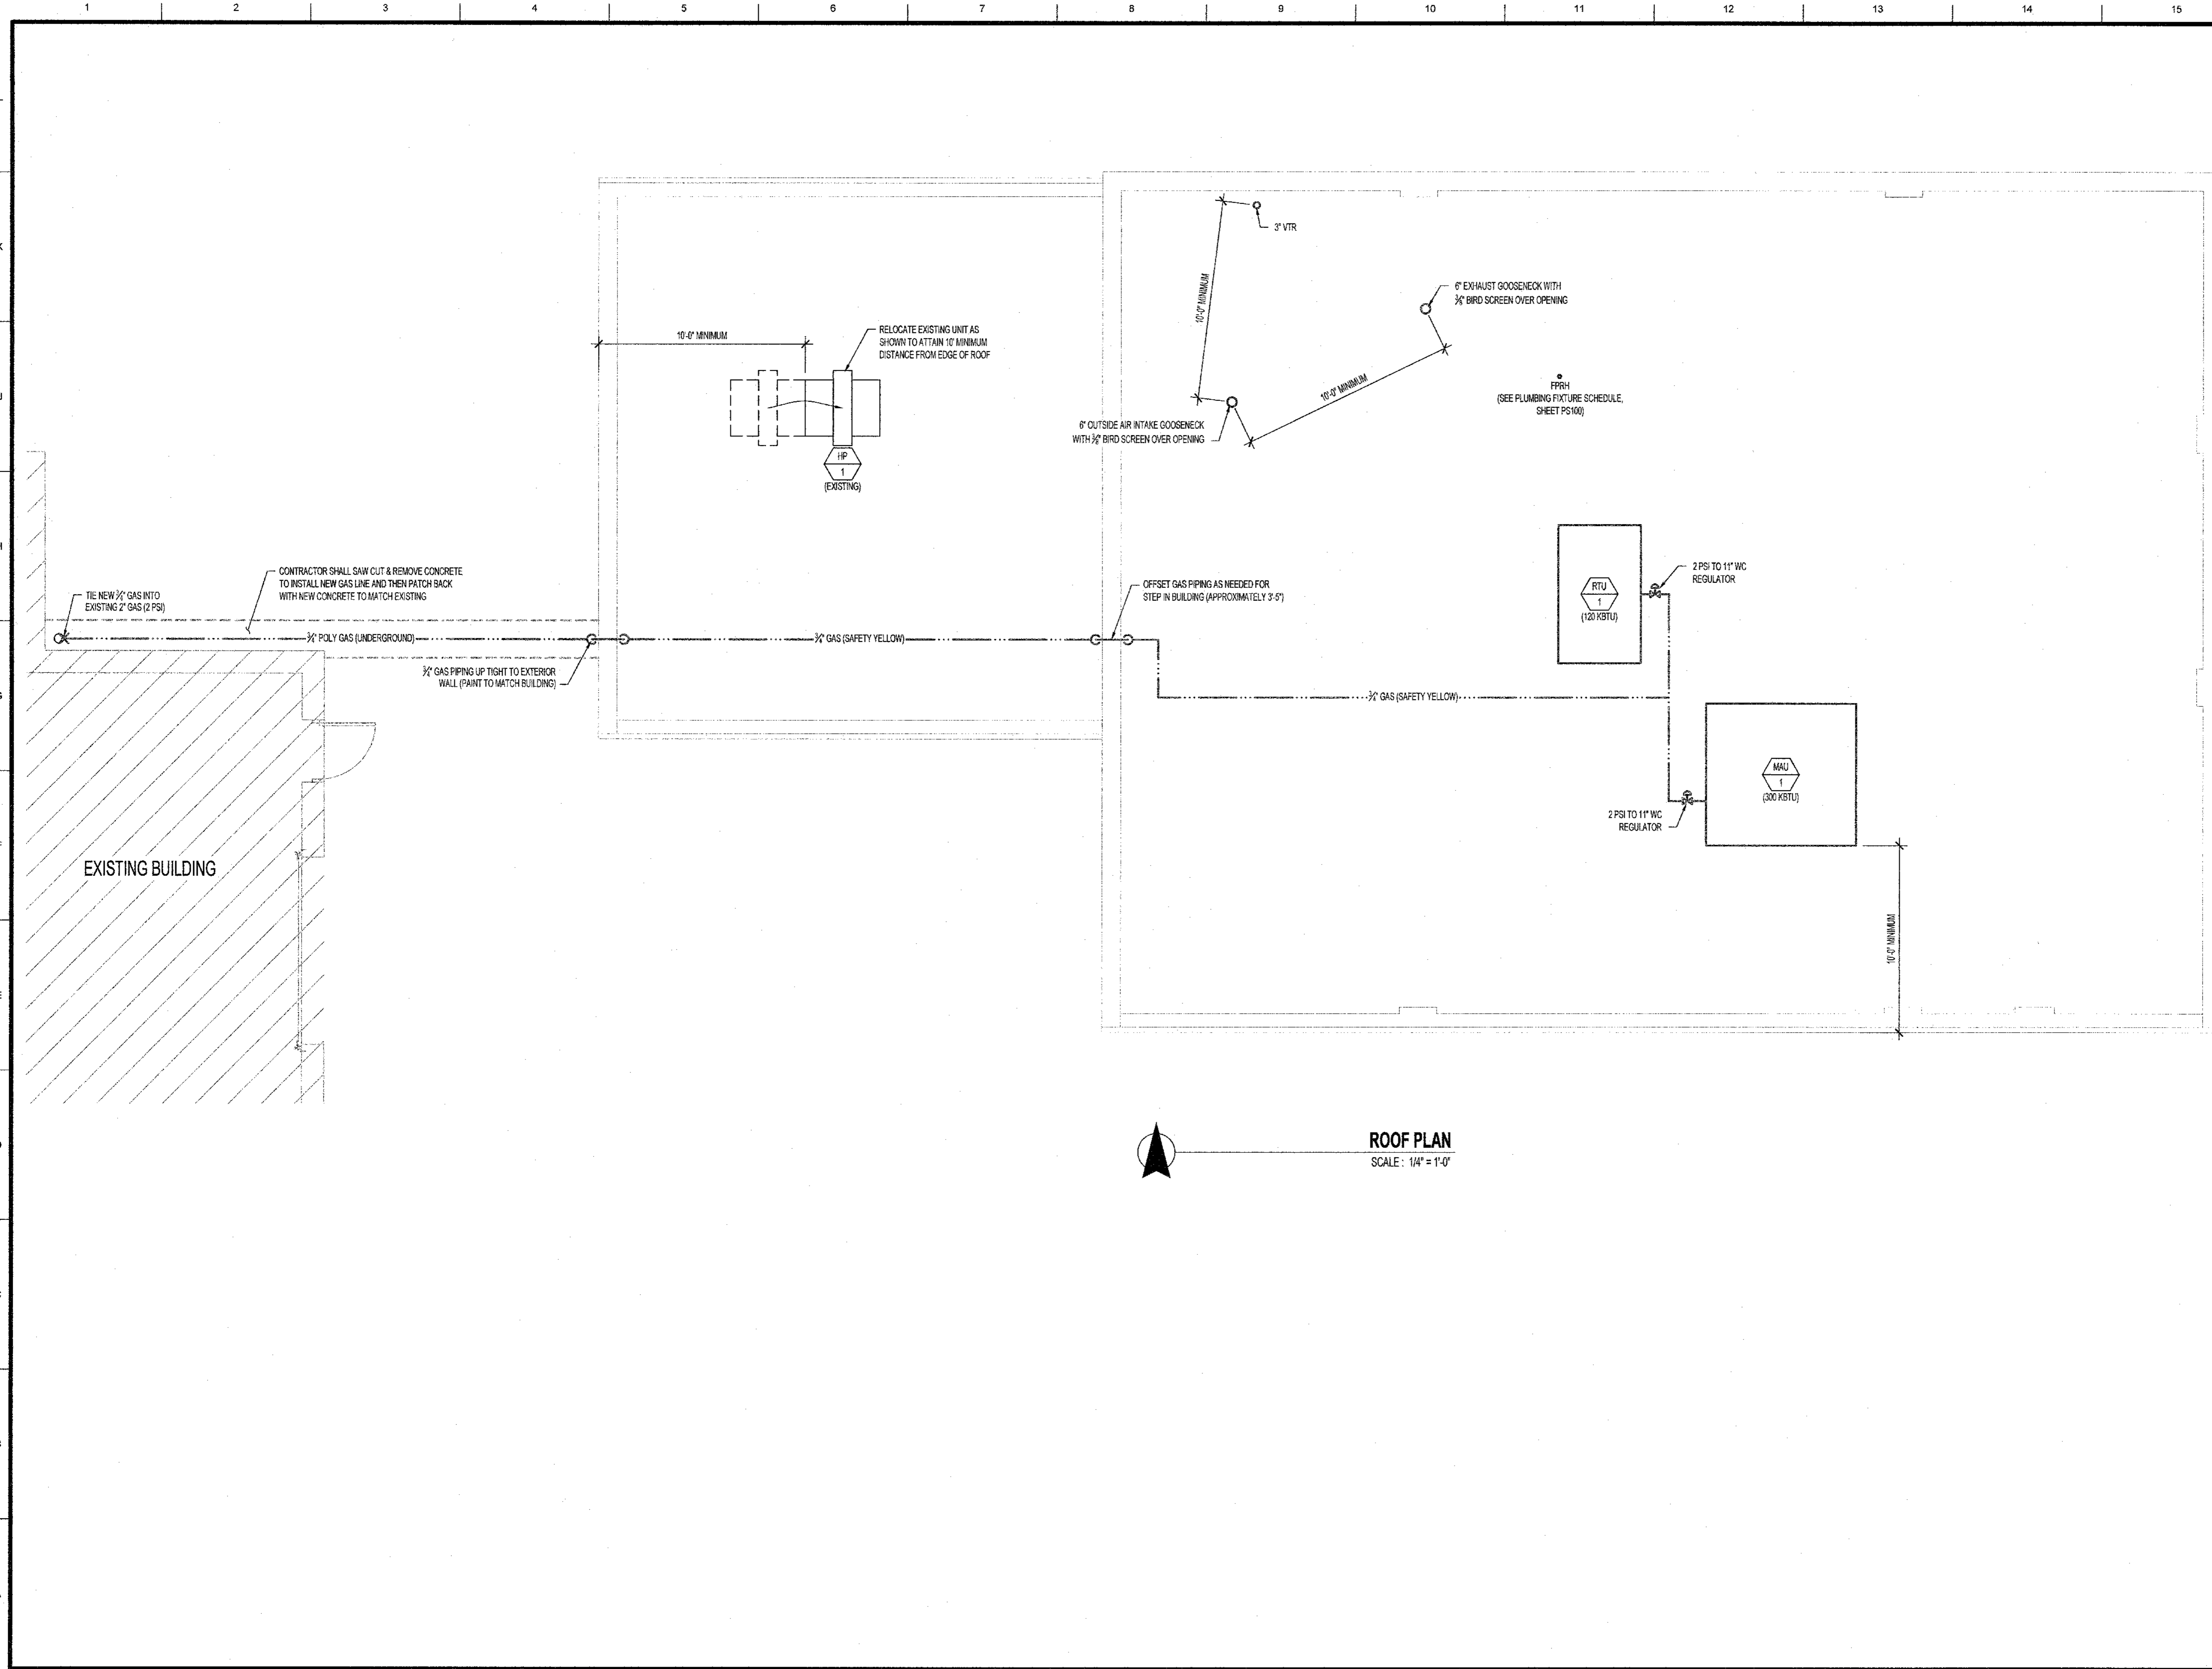 1 2 3 4 5 6 7 8 9 10 11 12 13 14 15
K
3" VTR
10'-0" MINIMUM
6" EXHAUST GOOSENECK WITH
⅜" BIRD SCREEN OVER OPENING
RELOCATE EXISTING UNIT AS
SHOWN TO ATTAIN 10' MINIMUM
DISTANCE FROM EDGE OF ROOF
10'-0" MINIMUM
10'-0" MINIMUM
FPRH
(SEE PLUMBING FIXTURE SCHEDULE,
SHEET PS100)
J
6" OUTSIDE AIR INTAKE GOOSENECK
WITH ⅜" BIRD SCREEN OVER OPENING
HP
1
(EXISTING)
H
CONTRACTOR SHALL SAW CUT & REMOVE CONCRETE
TO INSTALL NEW GAS LINE AND THEN PATCH BACK
WITH NEW CONCRETE TO MATCH EXISTING
TIE NEW ¾" GAS INTO
EXISTING 2" GAS (2 PSI)
OFFSET GAS PIPING AS NEEDED FOR
STEP IN BUILDING (APPROXIMATELY 3'-5")
2 PSI TO 11" WC
REGULATOR
RTU
1
(120 KBTU)
¾" POLY GAS (UNDERGROUND)
¾" GAS (SAFETY YELLOW)
¾" GAS PIPING UP TIGHT TO EXTERIOR
WALL (PAINT TO MATCH BUILDING)
G
¾" GAS (SAFETY YELLOW)
MAU
1
(300 KBTU)
2 PSI TO 11" WC
REGULATOR
F
EXISTING BUILDING
10'-0" MINIMUM
E
ROOF PLAN
SCALE : 1/4" = 1'-0"